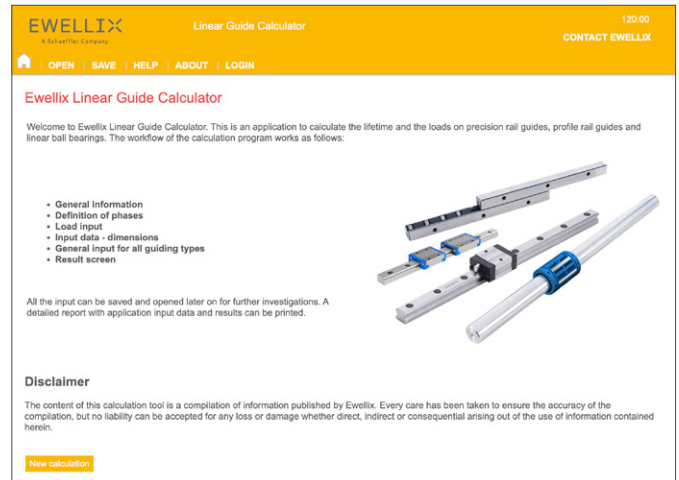 EWELLIX
A Schaeffler Company
Linear Guide Calculator
120:00
CONTACT EWELLIX
OPEN | SAVE | HELP | ABOUT | LOGIN
Ewellix Linear Guide Calculator
Welcome to Ewellix Linear Guide Calculator. This is an application to calculate the lifetime and the loads on precision rail guides, profile rail guides and
linear ball bearings. The workflow of the calculation program works as follows:
• General information
• Definition of phases
• Load input
• Input data - dimensions
• General input for all guiding types
• Result screen
All the input can be saved and opened later on for further investigations. A
detailed report with application input data and results can be printed.
Disclaimer
The content of this calculation tool is a compilation of information published by Ewellix. Every care has been taken to ensure the accuracy of the
compilation, but no liability can be accepted for any loss or damage whether direct, indirect or consequential arising out of the use of information contained
herein.
New calculation